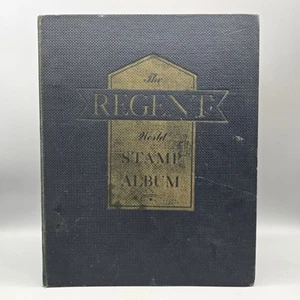 The
REGENT
World
STAMP
ALBUM